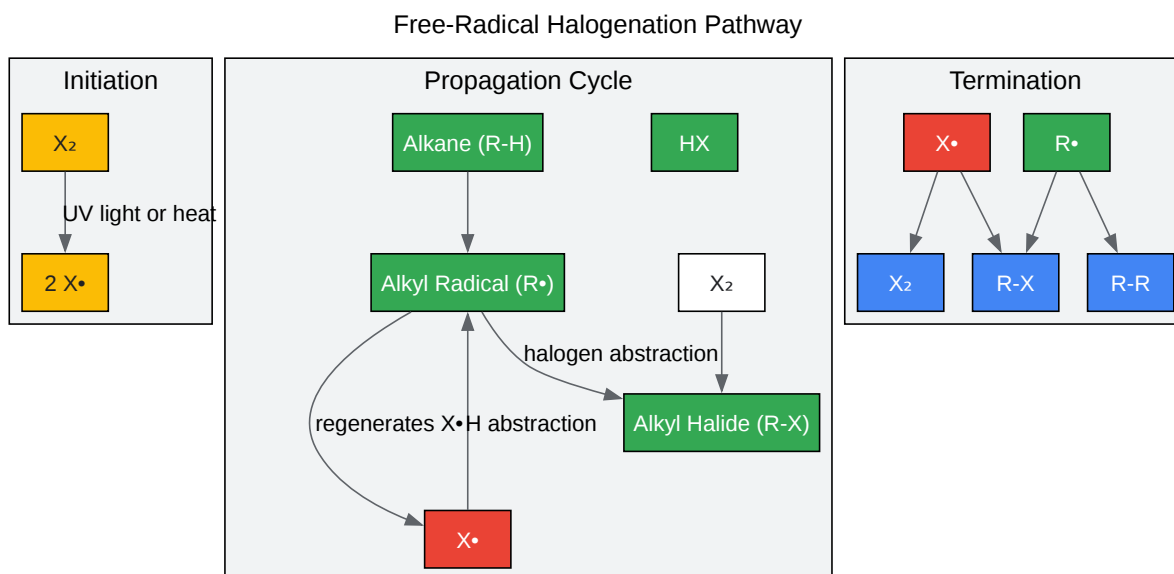 Free-Radical Halogenation Pathway
Initiation
X₂
UV light or heat
2 X•
Propagation Cycle
Alkane (R-H)
HX
Alkyl Radical (R•)
X₂
halogen abstraction
Alkyl Halide (R-X)
regenerates X•
H abstraction
X•
Termination
X•
R•
X₂
R-X
R-R